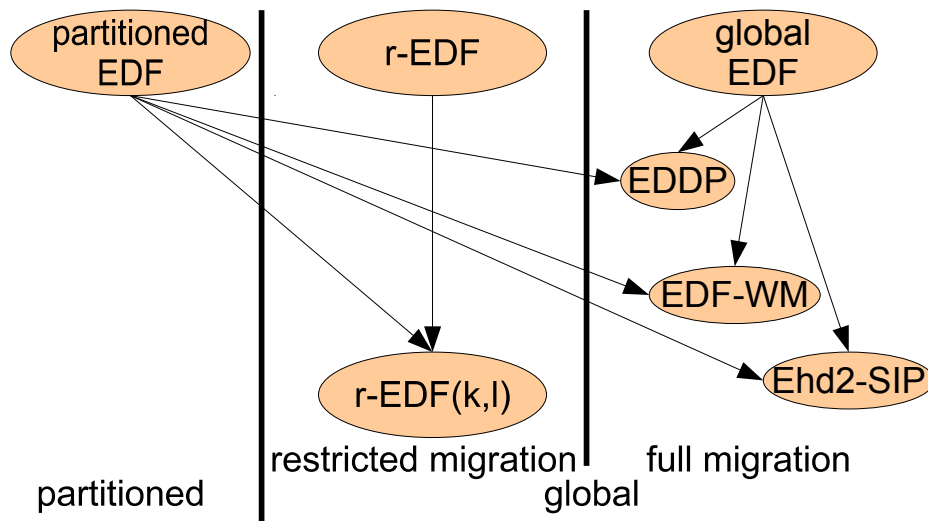 partitioned
EDF
r-EDF
global
EDF
EDDP
EDF-WM
Ehd2-SIP
r-EDF(k,l)
restricted migration
full migration
partitioned
global